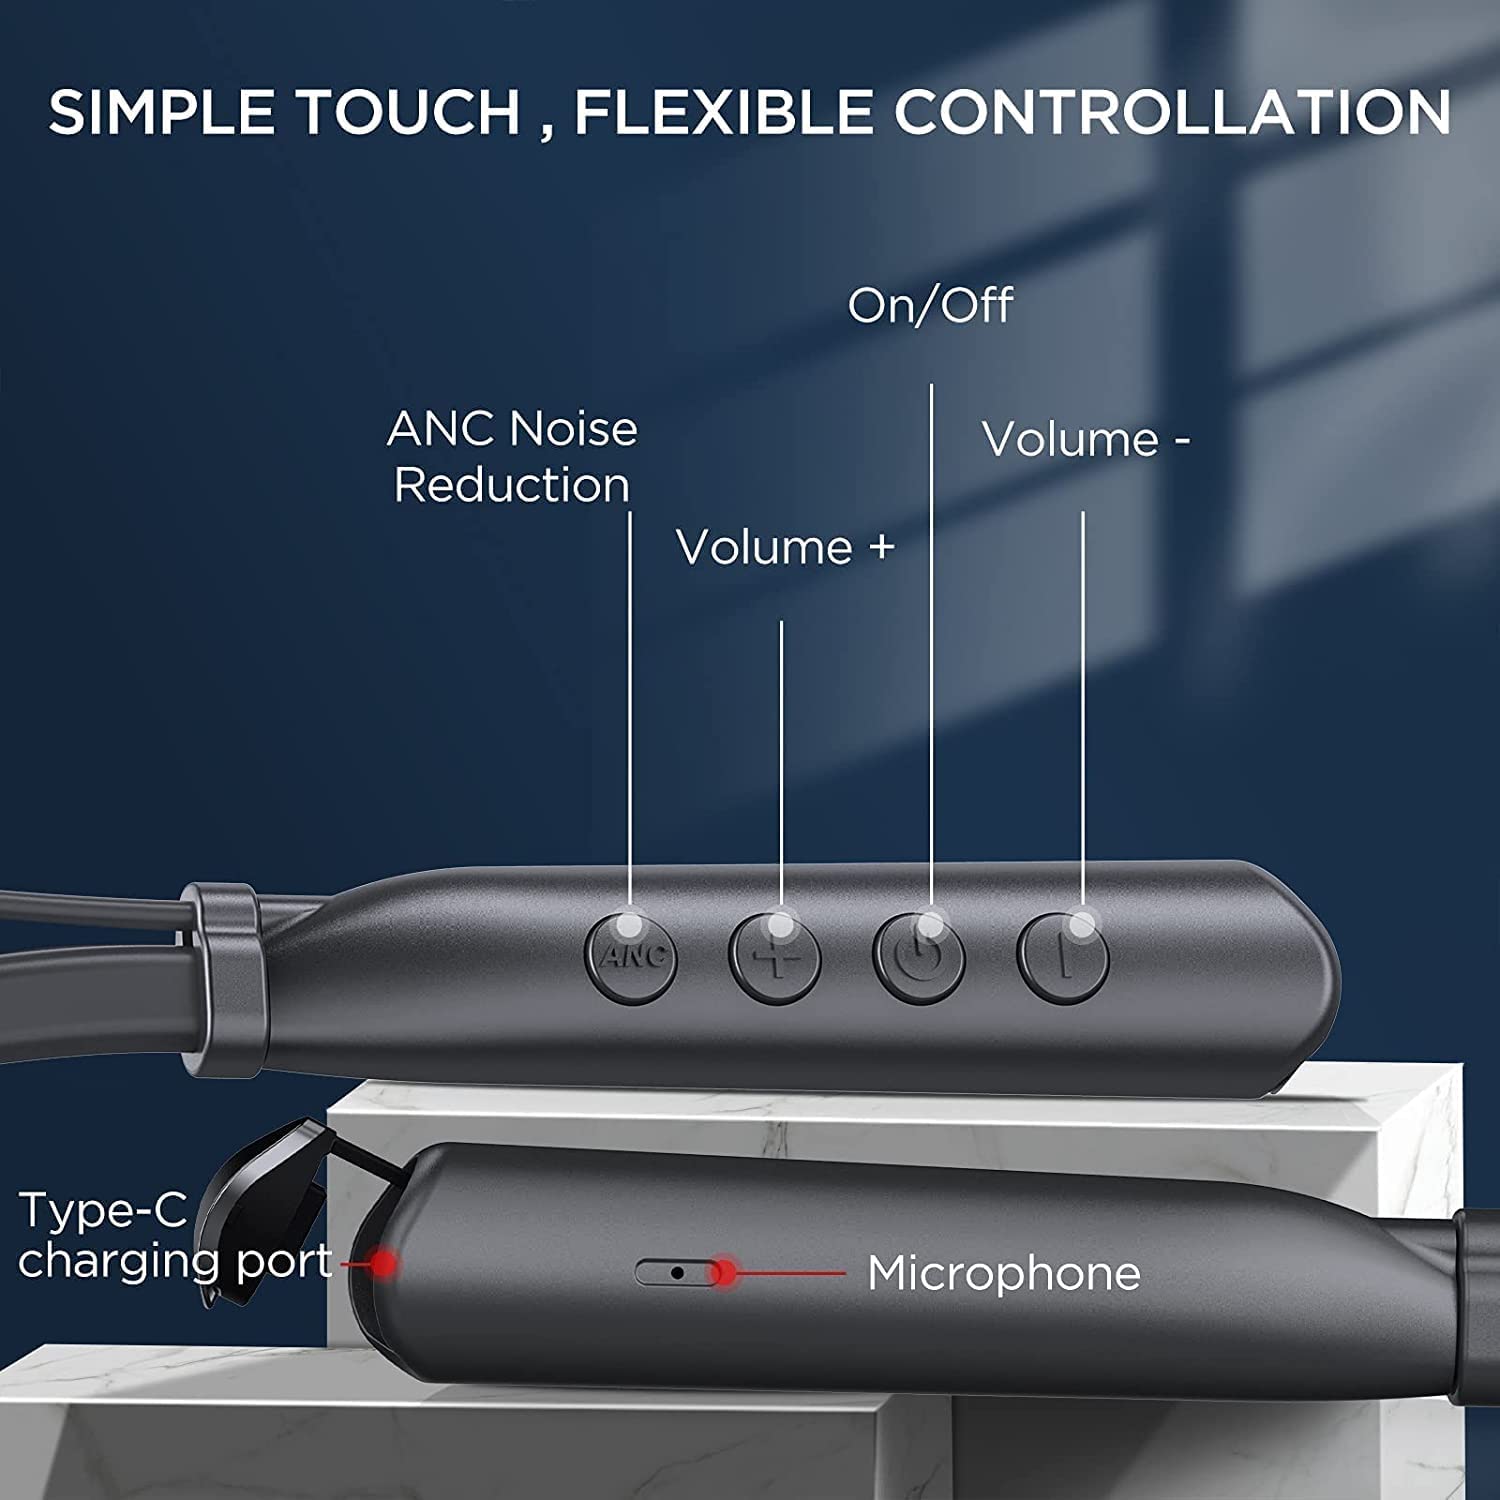 SIMPLE TOUCH , FLEXIBLE CONTROLLATION
On/Off
ANC Noise
Reduction
Volume -
Volume +
ANC
Type-C
charging port
Microphone